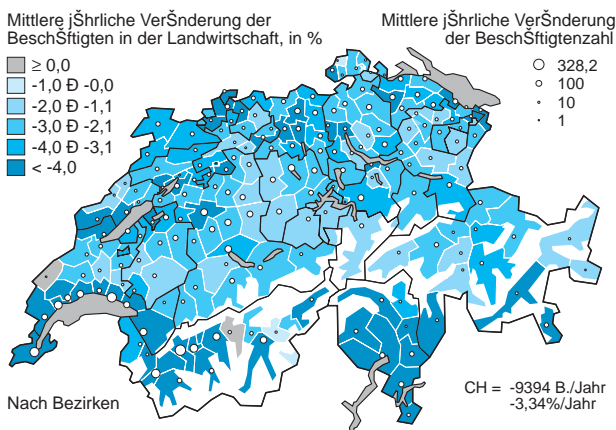 Mittlere jŠhrliche VerŠnderung der
BeschŠftigten in der Landwirtschaft, in %
≥ 0,0
-1,0 Ð -0,0
-2,0 Ð -1,1
-3,0 Ð -2,1
-4,0 Ð -3,1
< -4,0
Mittlere jŠhrliche VerŠnderung
der BeschŠftigtenzahl
328,2
100
10
1
Nach Bezirken
CH = -9394 B./Jahr
-3,34%/Jahr